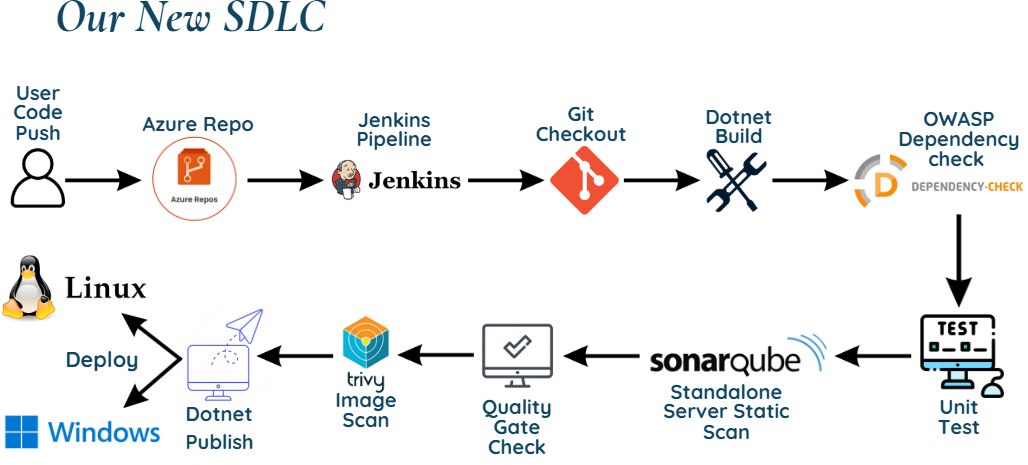 Our New SDLC
User
Code
Push
Azure Repo
Azure Repos
Jenkins
Pipeline
Jenkins
Git
Checkout
Dotnet
Build
OWASP
Dependency
check
D
DEPENDENCY-CHECK
TEST
Unit
Test
sonarqube
Standalone
Server Static
Scan
Quality
Gate
Check
trivy
Image
Scan
Dotnet
Publish
Deploy
Linux
Windows